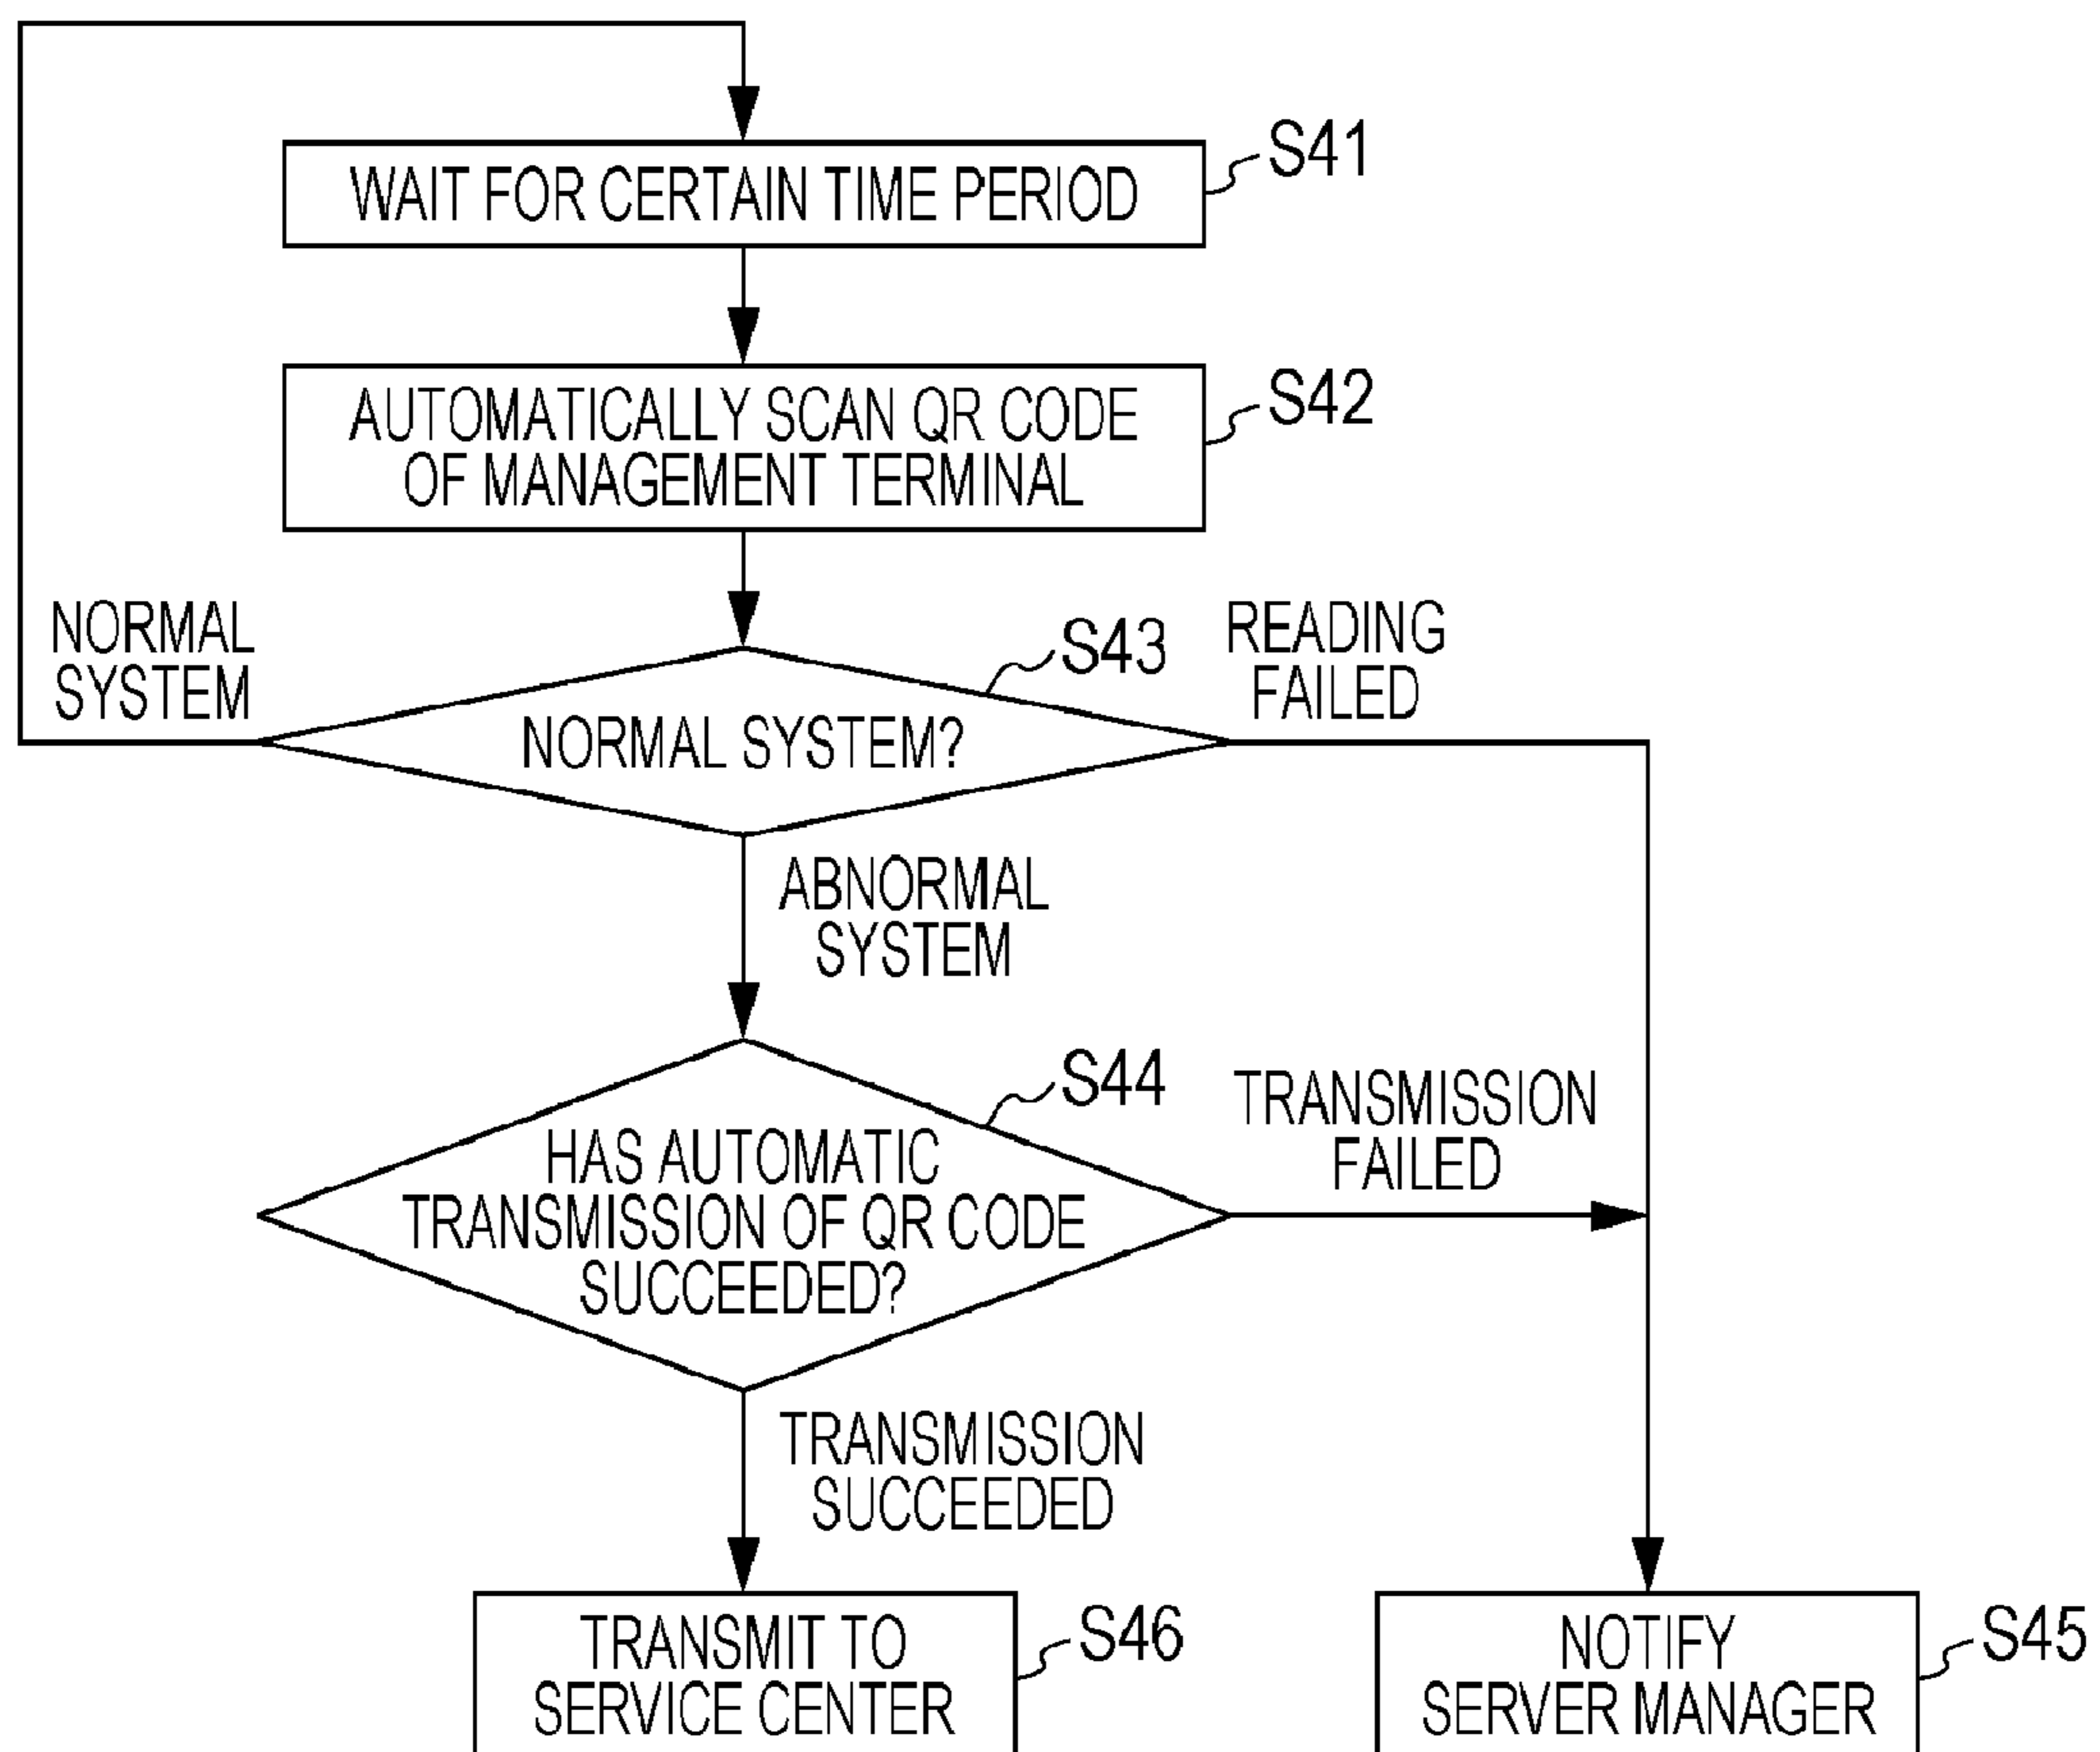 WAIT FOR CERTAIN TIME PERIOD
S41
AUTOMATICALLY SCAN QR CODE
OF MANAGEMENT TERMINAL
S42
NORMAL
SYSTEM
NORMAL SYSTEM?
S43
READING
FAILED
ABNORMAL
SYSTEM
HAS AUTOMATIC
TRANSMISSION OF QR CODE
SUCCEEDED?
S44
TRANSMISSION
FAILED
TRANSMISSION
SUCCEEDED
TRANSMIT TO
SERVICE CENTER
S46
NOTIFY
SERVER MANAGER
S45